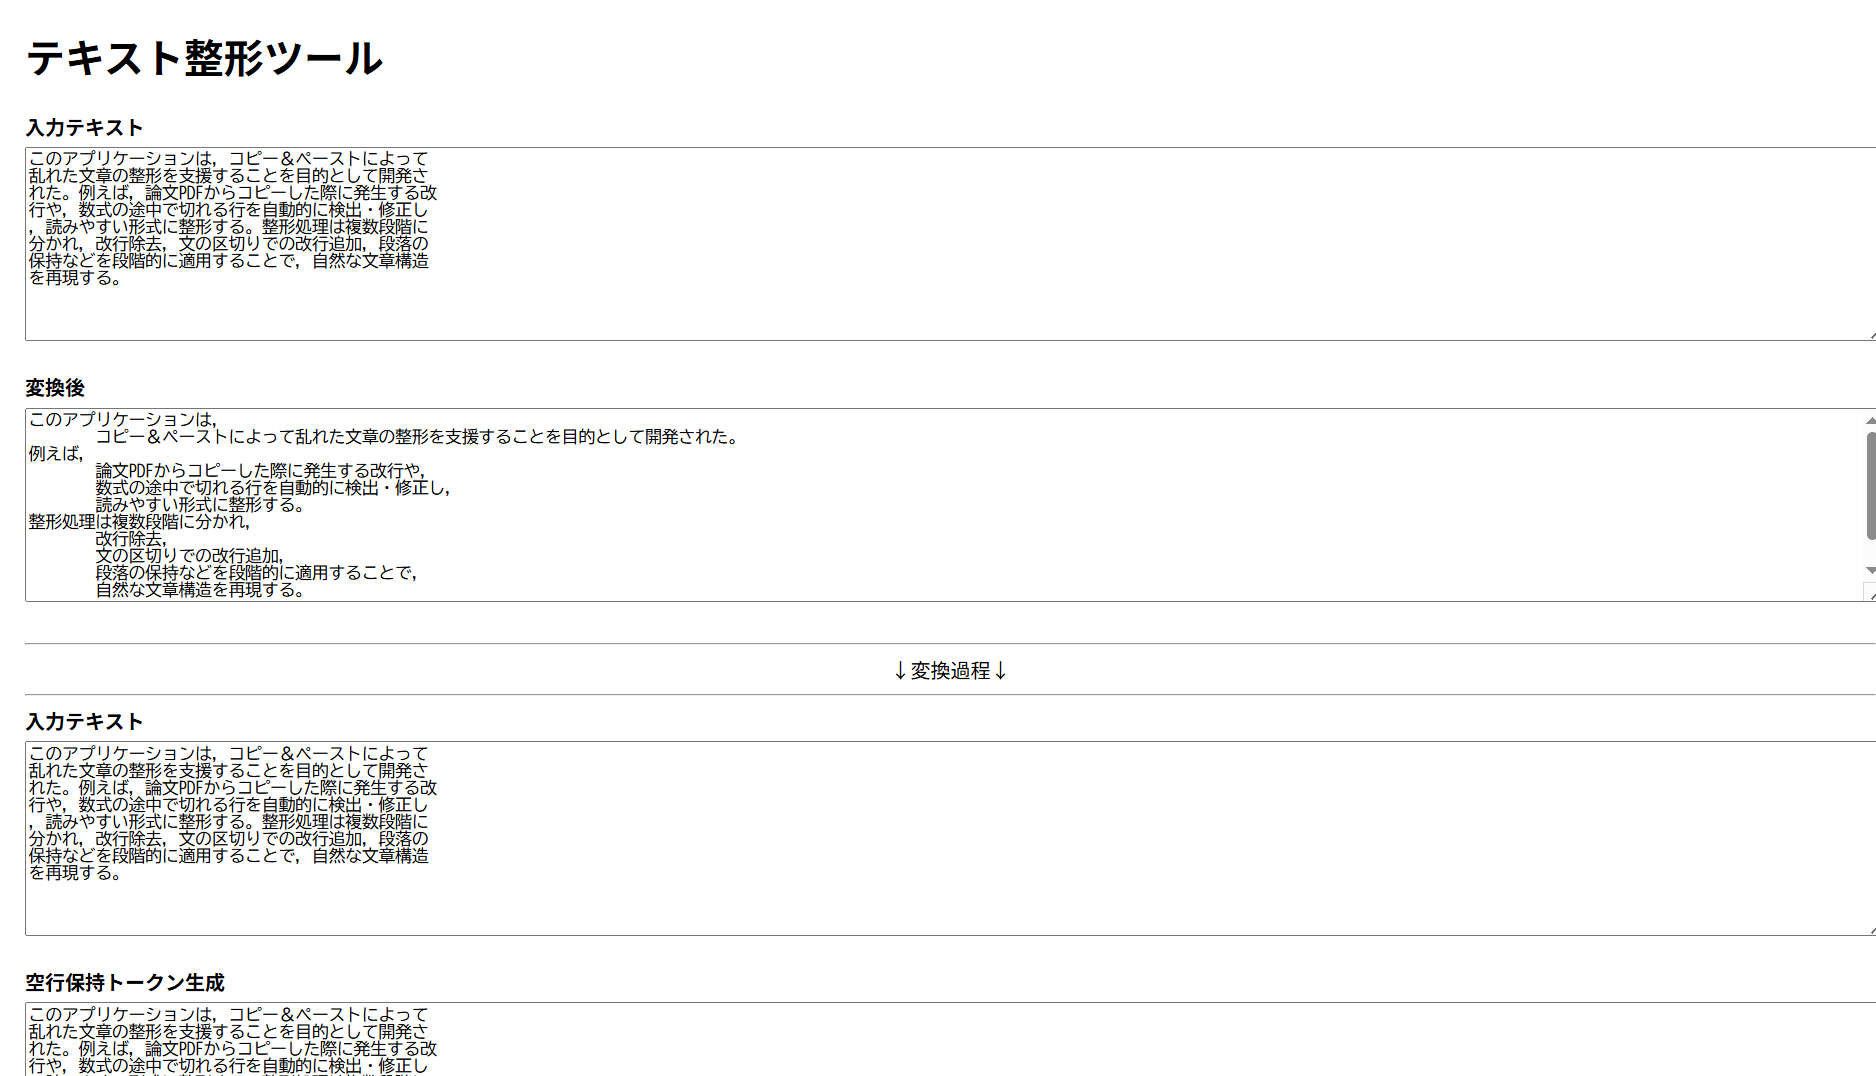 テキスト整形ツール
入力テキスト
このアプリケーションは，コピー＆ペーストによって
乱れた文章の整形を支援することを目的として開発さ
れた。例えば，論文PDFからコピーした際に発生する改
行や，数式の途中で切れる行を自動的に検出・修正し
，読みやすい形式に整形する。整形処理は複数段階に
分かれ，改行除去，文の区切りでの改行追加，段落の
保持などを段階的に適用することで，自然な文章構造
を再現する。
変換後
このアプリケーションは，
コピー＆ペーストによって乱れた文章の整形を支援することを目的として開発された。
例えば，
論文PDFからコピーした際に発生する改行や，
数式の途中で切れる行を自動的に検出・修正し，
読みやすい形式に整形する。
整形処理は複数段階に分かれ，
改行除去，
文の区切りでの改行追加，
段落の保持などを段階的に適用することで，
自然な文章構造を再現する。
↓変換過程↓
入力テキスト
このアプリケーションは，コピー＆ペーストによって
乱れた文章の整形を支援することを目的として開発さ
れた。例えば，論文PDFからコピーした際に発生する改
行や，数式の途中で切れる行を自動的に検出・修正し
，読みやすい形式に整形する。整形処理は複数段階に
分かれ，改行除去，文の区切りでの改行追加，段落の
保持などを段階的に適用することで，自然な文章構造
を再現する。
空行保持トークン生成
このアプリケーションは，コピー＆ペーストによって
乱れた文章の整形を支援することを目的として開発さ
れた。例えば，論文PDFからコピーした際に発生する改
行や，数式の途中で切れる行を自動的に検出・修正し